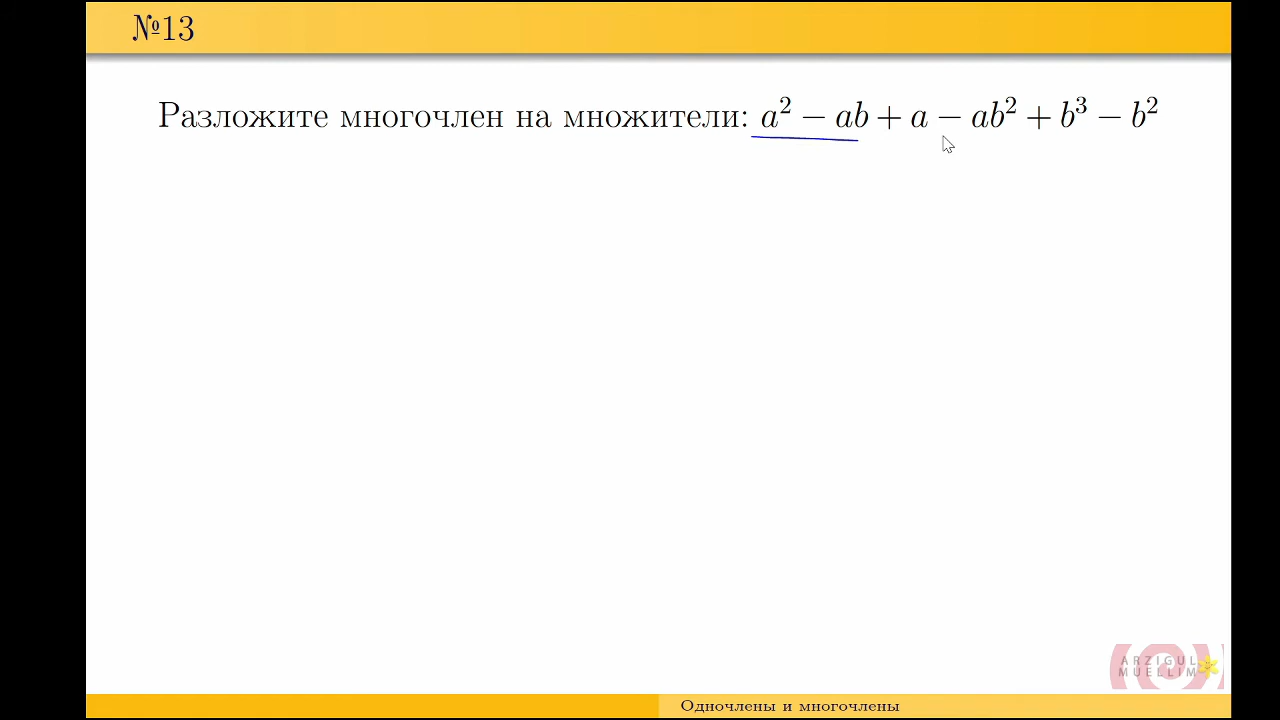 №13
Разложите многочлен на множители: a² − ab + a − ab² + b³ − b²
ARZIGUL
MUELLIM
Одночлены и многочлены